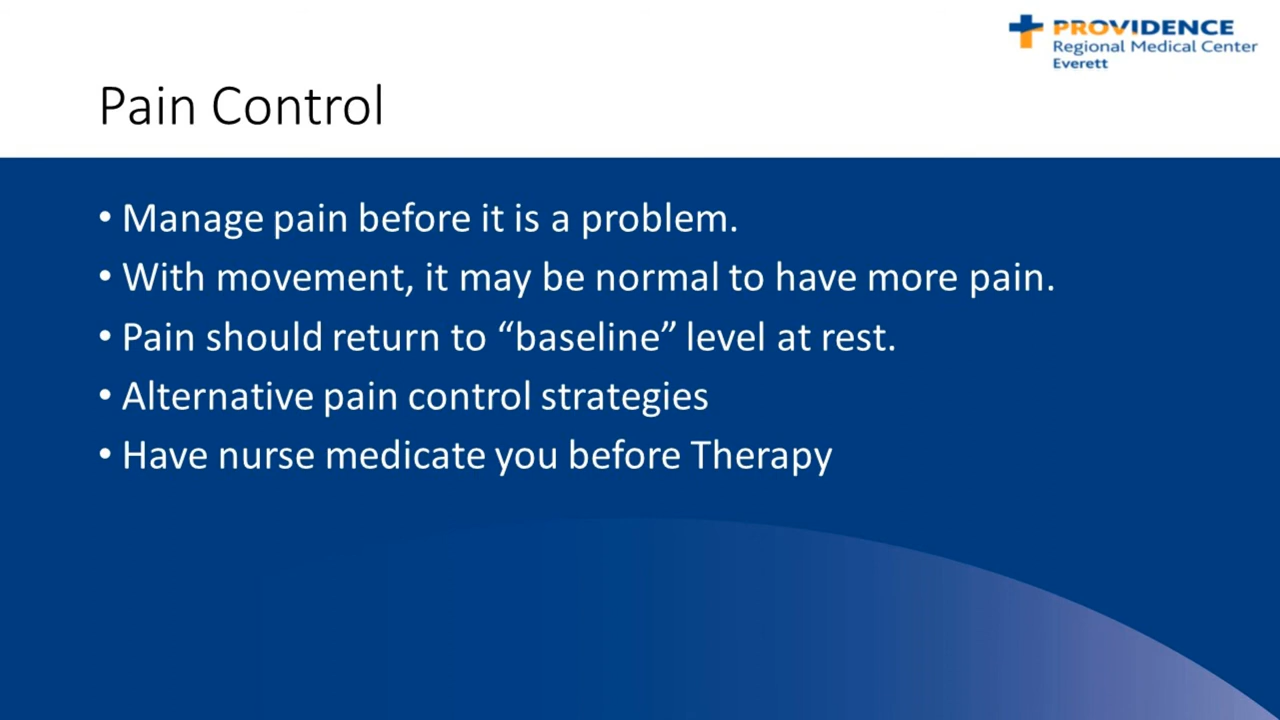 PROVIDENCE
Regional Medical Center
Everett
Pain Control
• Manage pain before it is a problem.
• With movement, it may be normal to have more pain.
• Pain should return to “baseline” level at rest.
• Alternative pain control strategies
• Have nurse medicate you before Therapy